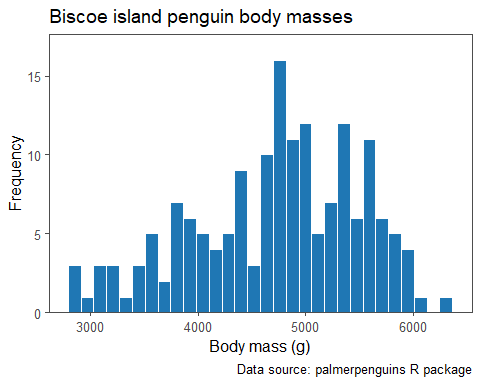 Biscoe island penguin body masses
15
10
5
0
Frequency
3000 4000 5000 6000
Body mass (g)
Data source: palmerpenguins R package